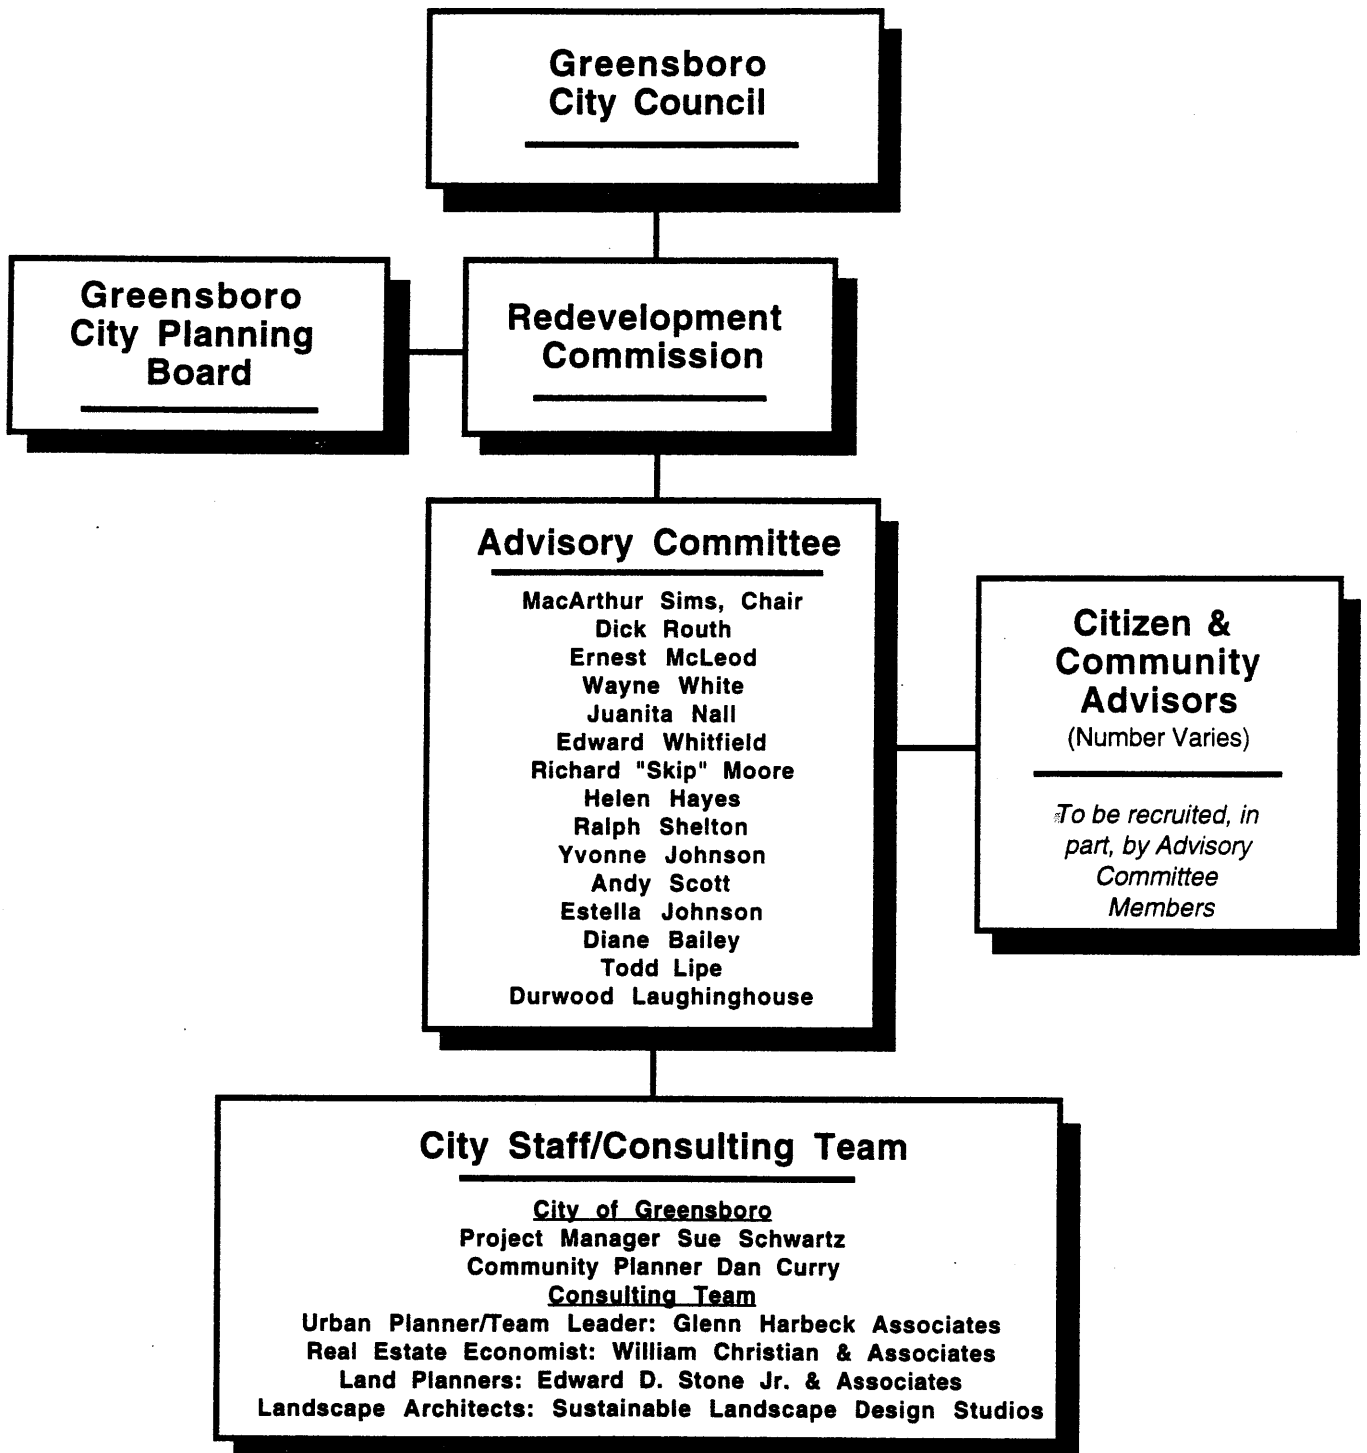 Greensboro
City Council
Greensboro
City Planning
Board
Redevelopment
Commission
Advisory Committee
MacArthur Sims, Chair
Dick Routh
Ernest McLeod
Wayne White
Juanita Nall
Edward Whitfield
Richard "Skip" Moore
Helen Hayes
Ralph Shelton
Yvonne Johnson
Andy Scott
Estella Johnson
Diane Bailey
Todd Lipe
Durwood Laughinghouse
Citizen &
Community
Advisors
(Number Varies)
To be recruited, in
part, by Advisory
Committee
Members
City Staff/Consulting Team
City of Greensboro
Project Manager Sue Schwartz
Community Planner Dan Curry
Consulting Team
Urban Planner/Team Leader: Glenn Harbeck Associates
Real Estate Economist: William Christian & Associates
Land Planners: Edward D. Stone Jr. & Associates
Landscape Architects: Sustainable Landscape Design Studios